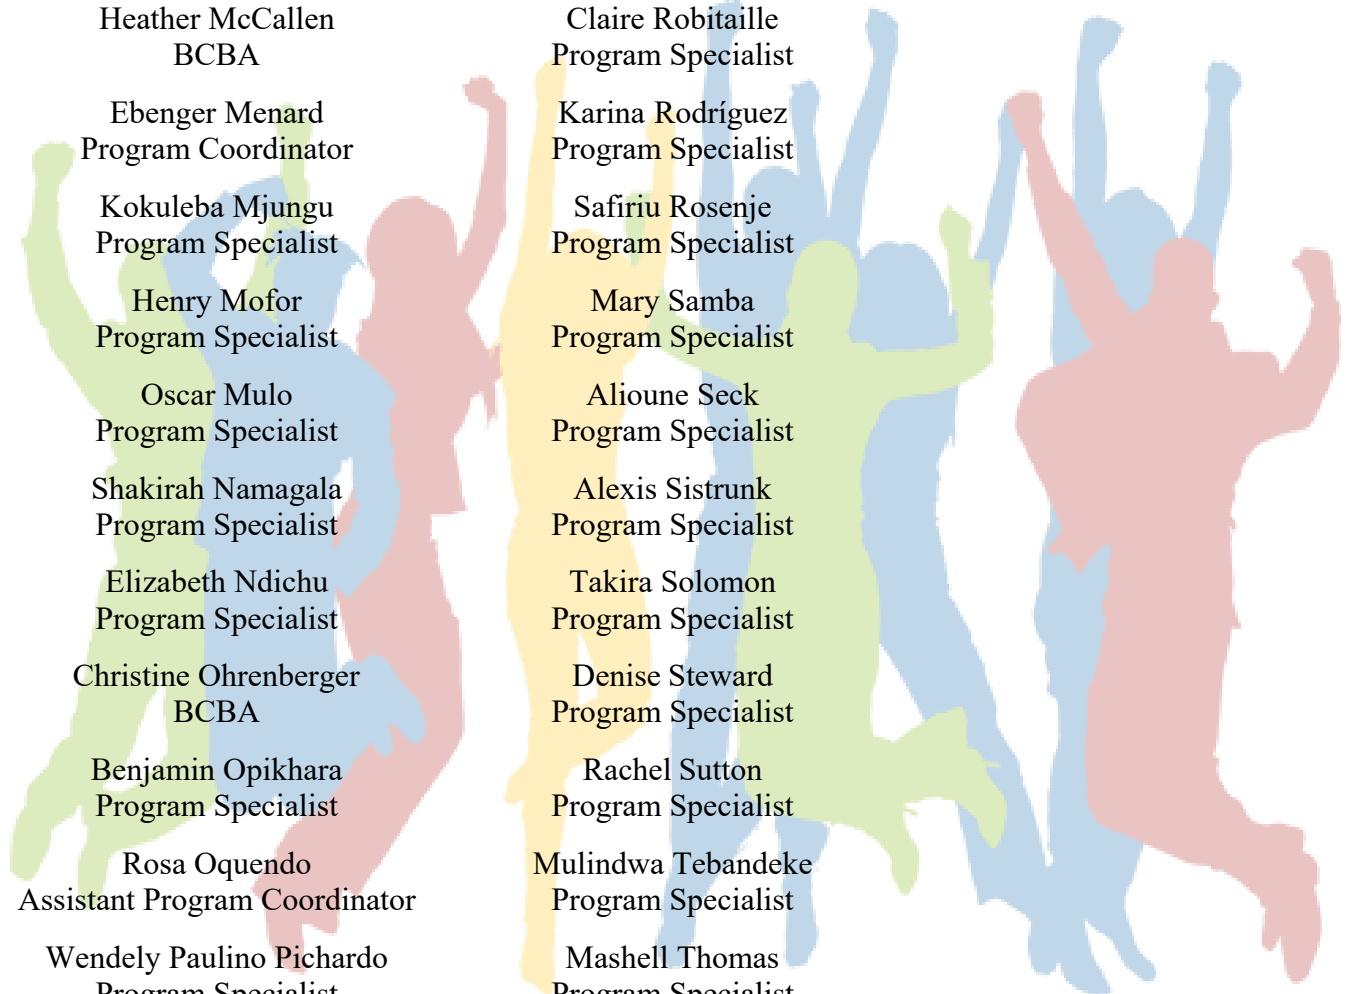 Heather McCallen
BCBA
Ebenger Menard
Program Coordinator
Kokuleba Mjungu
Program Specialist
Henry Mofor
Program Specialist
Oscar Mulo
Program Specialist
Shakirah Namagala
Program Specialist
Elizabeth Ndichu
Program Specialist
Christine Ohrenberger
BCBA
Benjamin Opikhara
Program Specialist
Rosa Oquendo
Assistant Program Coordinator
Wendely Paulino Pichardo
Program Specialist
Claire Robitaille
Program Specialist
Karina Rodríguez
Program Specialist
Safiriu Rosenje
Program Specialist
Mary Samba
Program Specialist
Alioune Seck
Program Specialist
Alexis Sistrunk
Program Specialist
Takira Solomon
Program Specialist
Denise Steward
Program Specialist
Rachel Sutton
Program Specialist
Mulindwa Tebandeke
Program Specialist
Mashell Thomas
Program Specialist